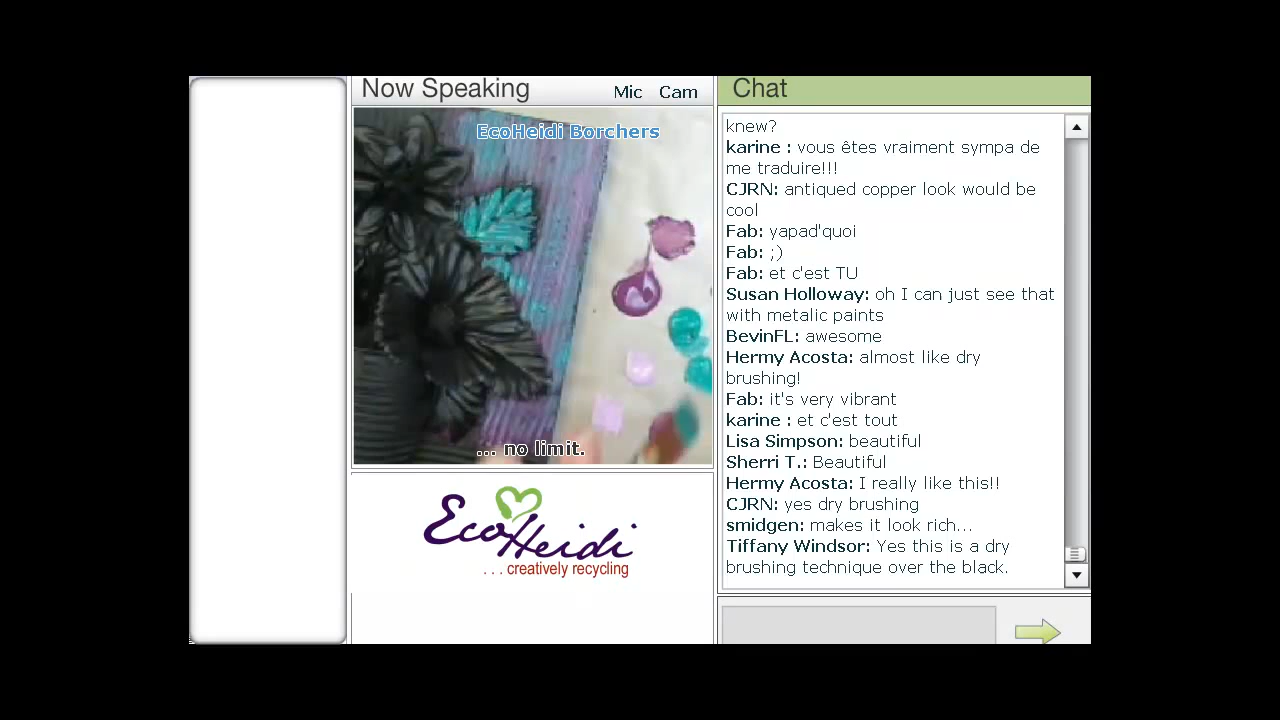 Now Speaking
Mic Cam
EcoHeidi Borchers
... no limit.
EcoHeidi
. . . creatively recycling
Chat
knew?
karine : vous êtes vraiment sympa de
me traduire!!!
CJRN: antiqued copper look would be
cool
Fab: yapad'quoi
Fab: ;)
Fab: et c'est TU
Susan Holloway: oh I can just see that
with metalic paints
BevinFL: awesome
Hermy Acosta: almost like dry
brushing!
Fab: it's very vibrant
karine : et c'est tout
Lisa Simpson: beautiful
Sherri T.: Beautiful
Hermy Acosta: I really like this!!
CJRN: yes dry brushing
smidgen: makes it look rich...
Tiffany Windsor: Yes this is a dry
brushing technique over the black.